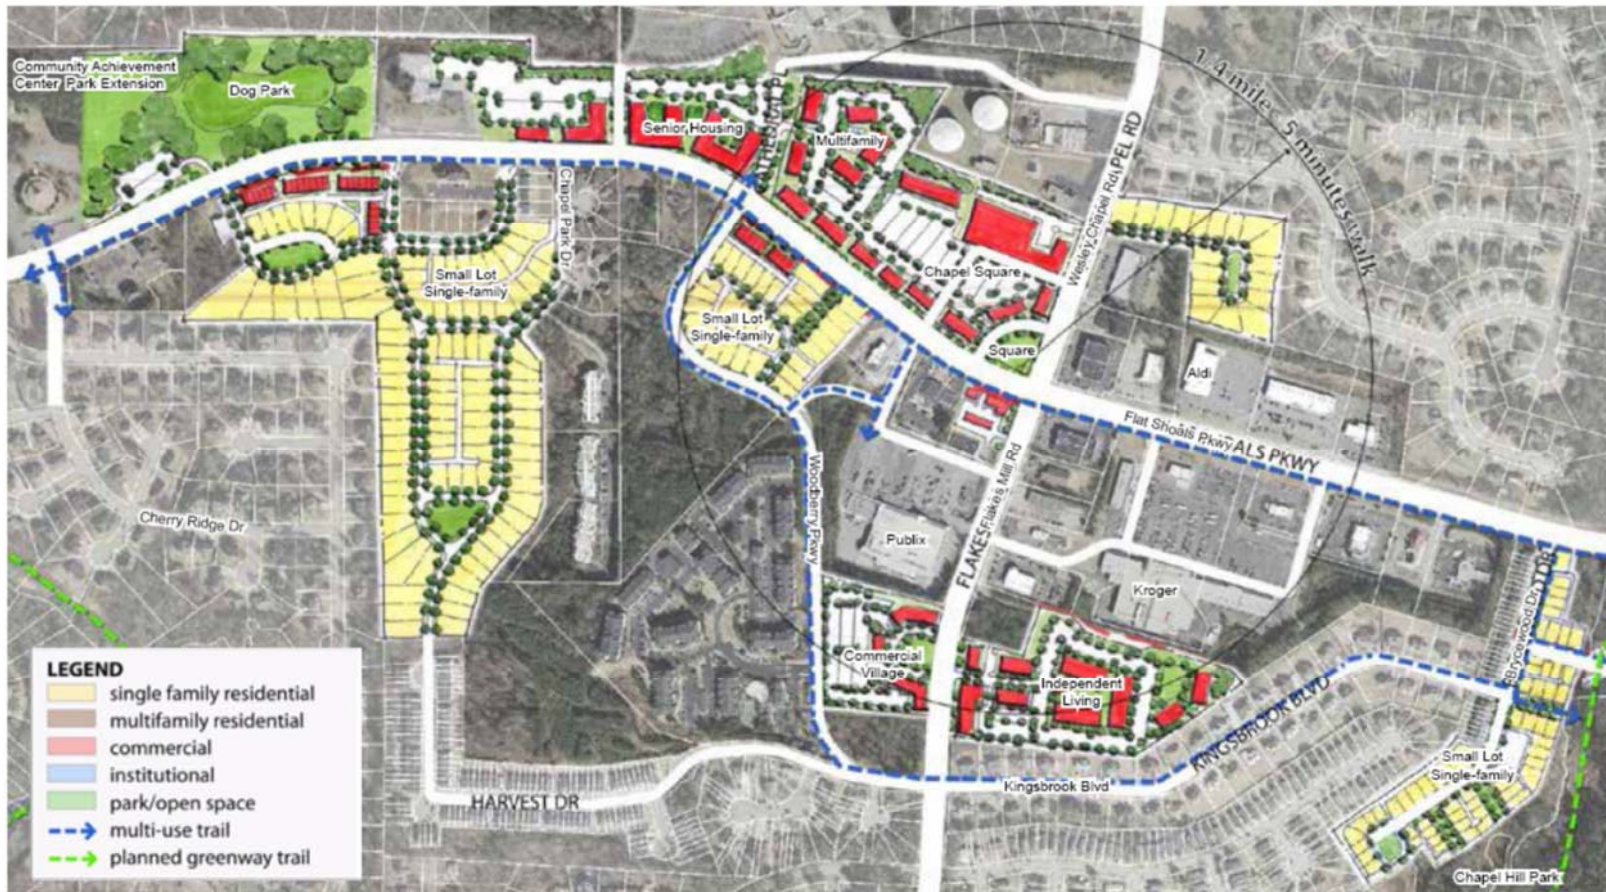 Community Achievement
Center Park Extension
Dog Park
Senior Housing
Multifamily
1/4 mile 5 minutes walk
Wesley Chapel Rd
PEL RD
Chapel Park Dr
Small Lot
Single-family
Small Lot
Single-family
Chapel Square
Square
Aldi
Flat Shoals Pkwy
ALS PKWY
Cherry Ridge Dr
Woodberry Pkwy
Publix
FLAKES
Flakes Mill Rd
Kroger
Brycewood Dr
Commercial
Village
Independent
Living
KINGSBROOK BLVD
Kingsbrook Blvd
HARVEST DR
Small Lot
Single-family
Chapel Hill Park
LEGEND
single family residential
multifamily residential
commercial
institutional
park/open space
multi-use trail
planned greenway trail